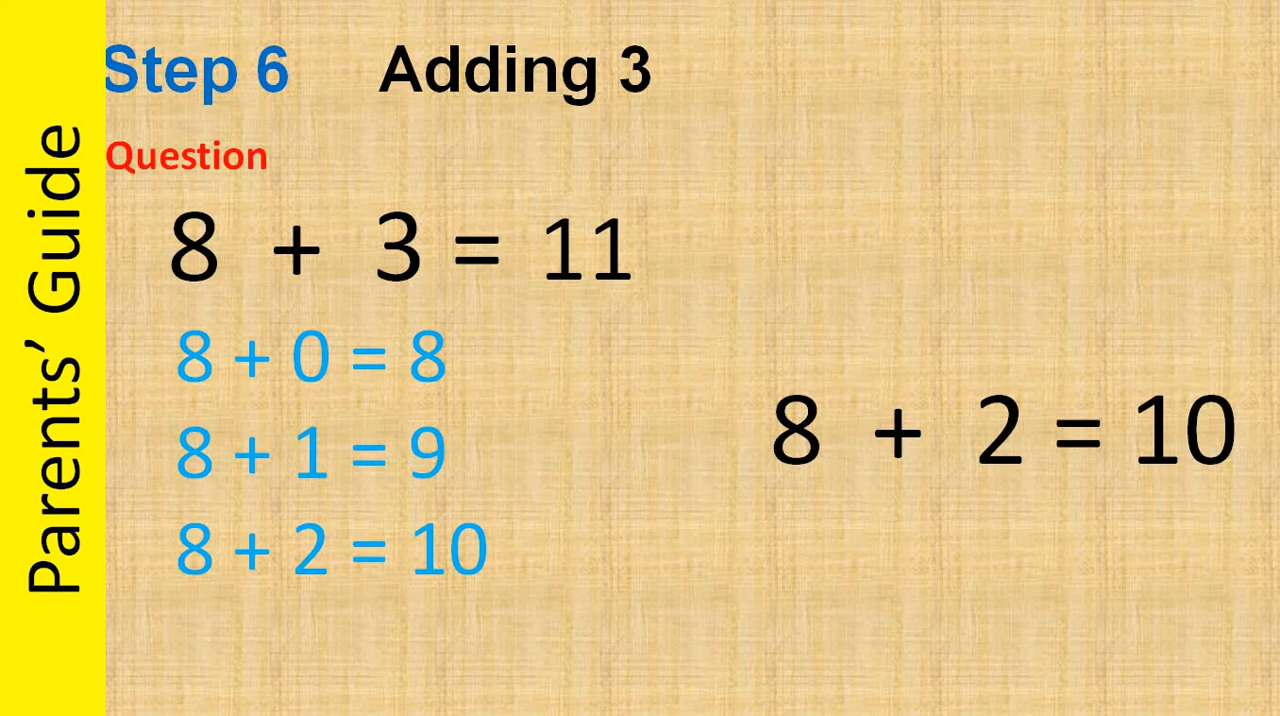 Parents’ Guide
Step 6 Adding 3
Question
8 + 3 = 11
8 + 0 = 8
8 + 1 = 9
8 + 2 = 10
8 + 2 = 10